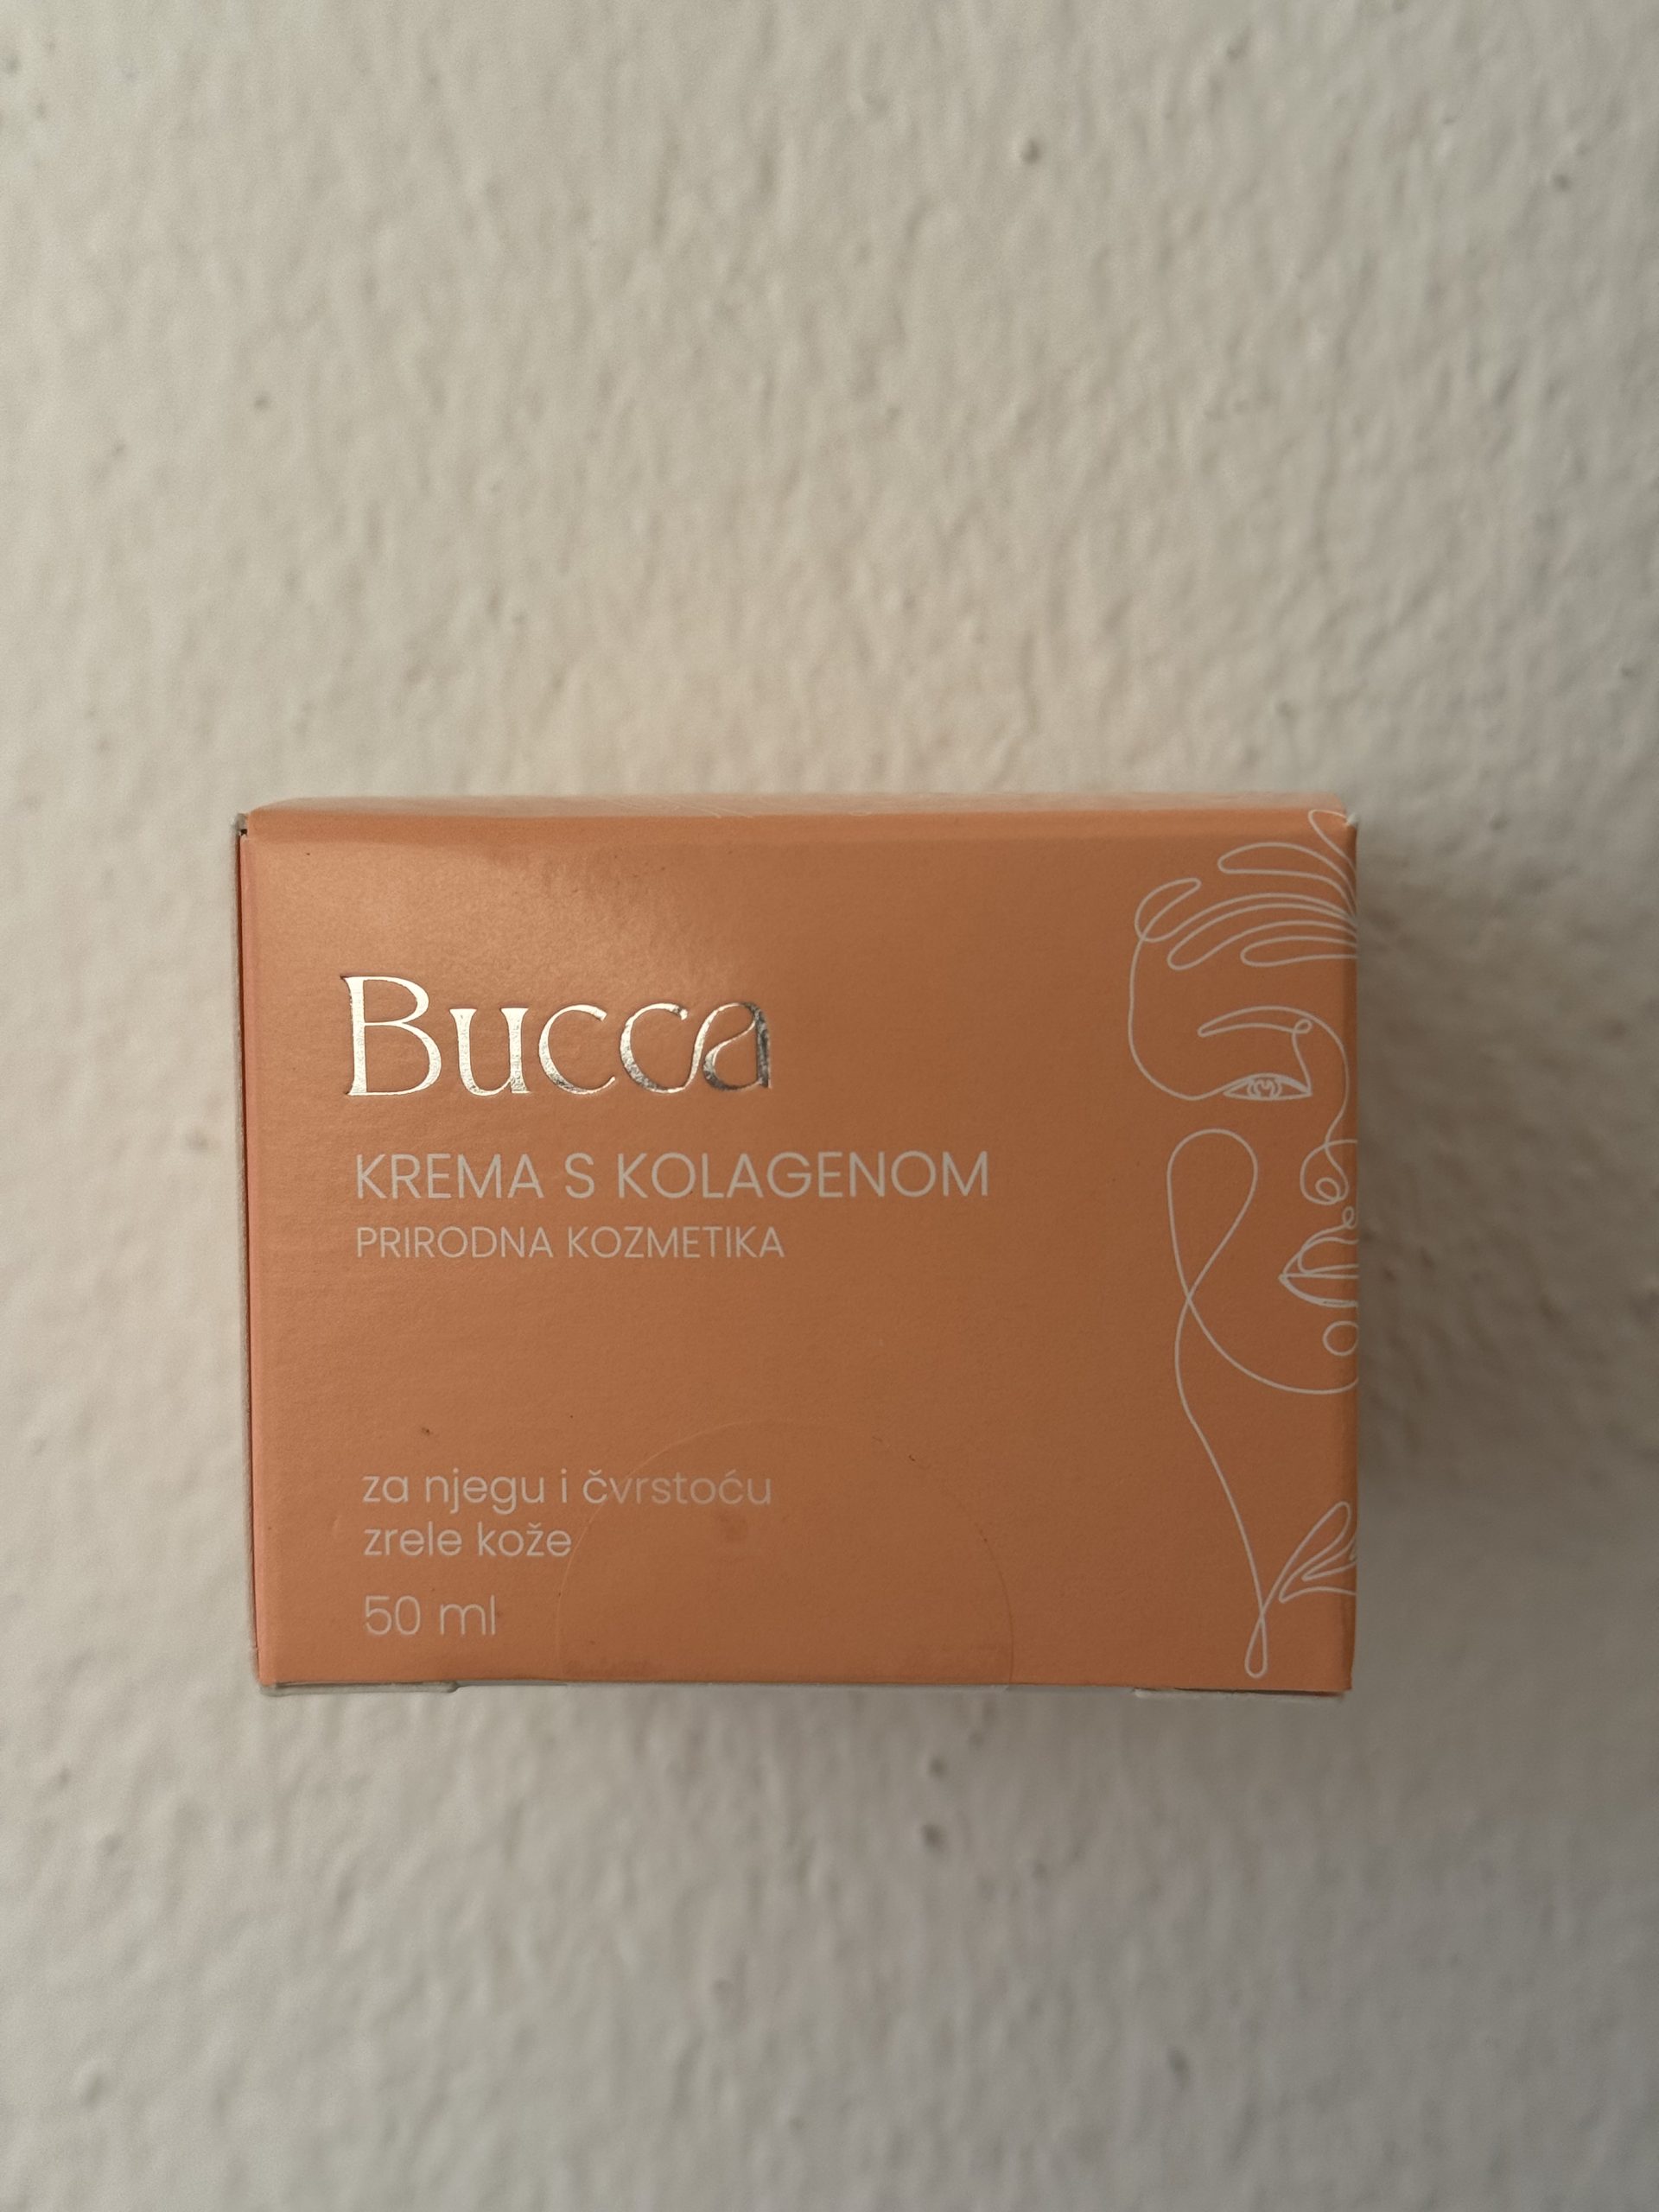 Bucca
KREMA S KOLAGENOM
PRIRODNA KOZMETIKA
za njegu i čvrstoću
zrele kože
50 ml